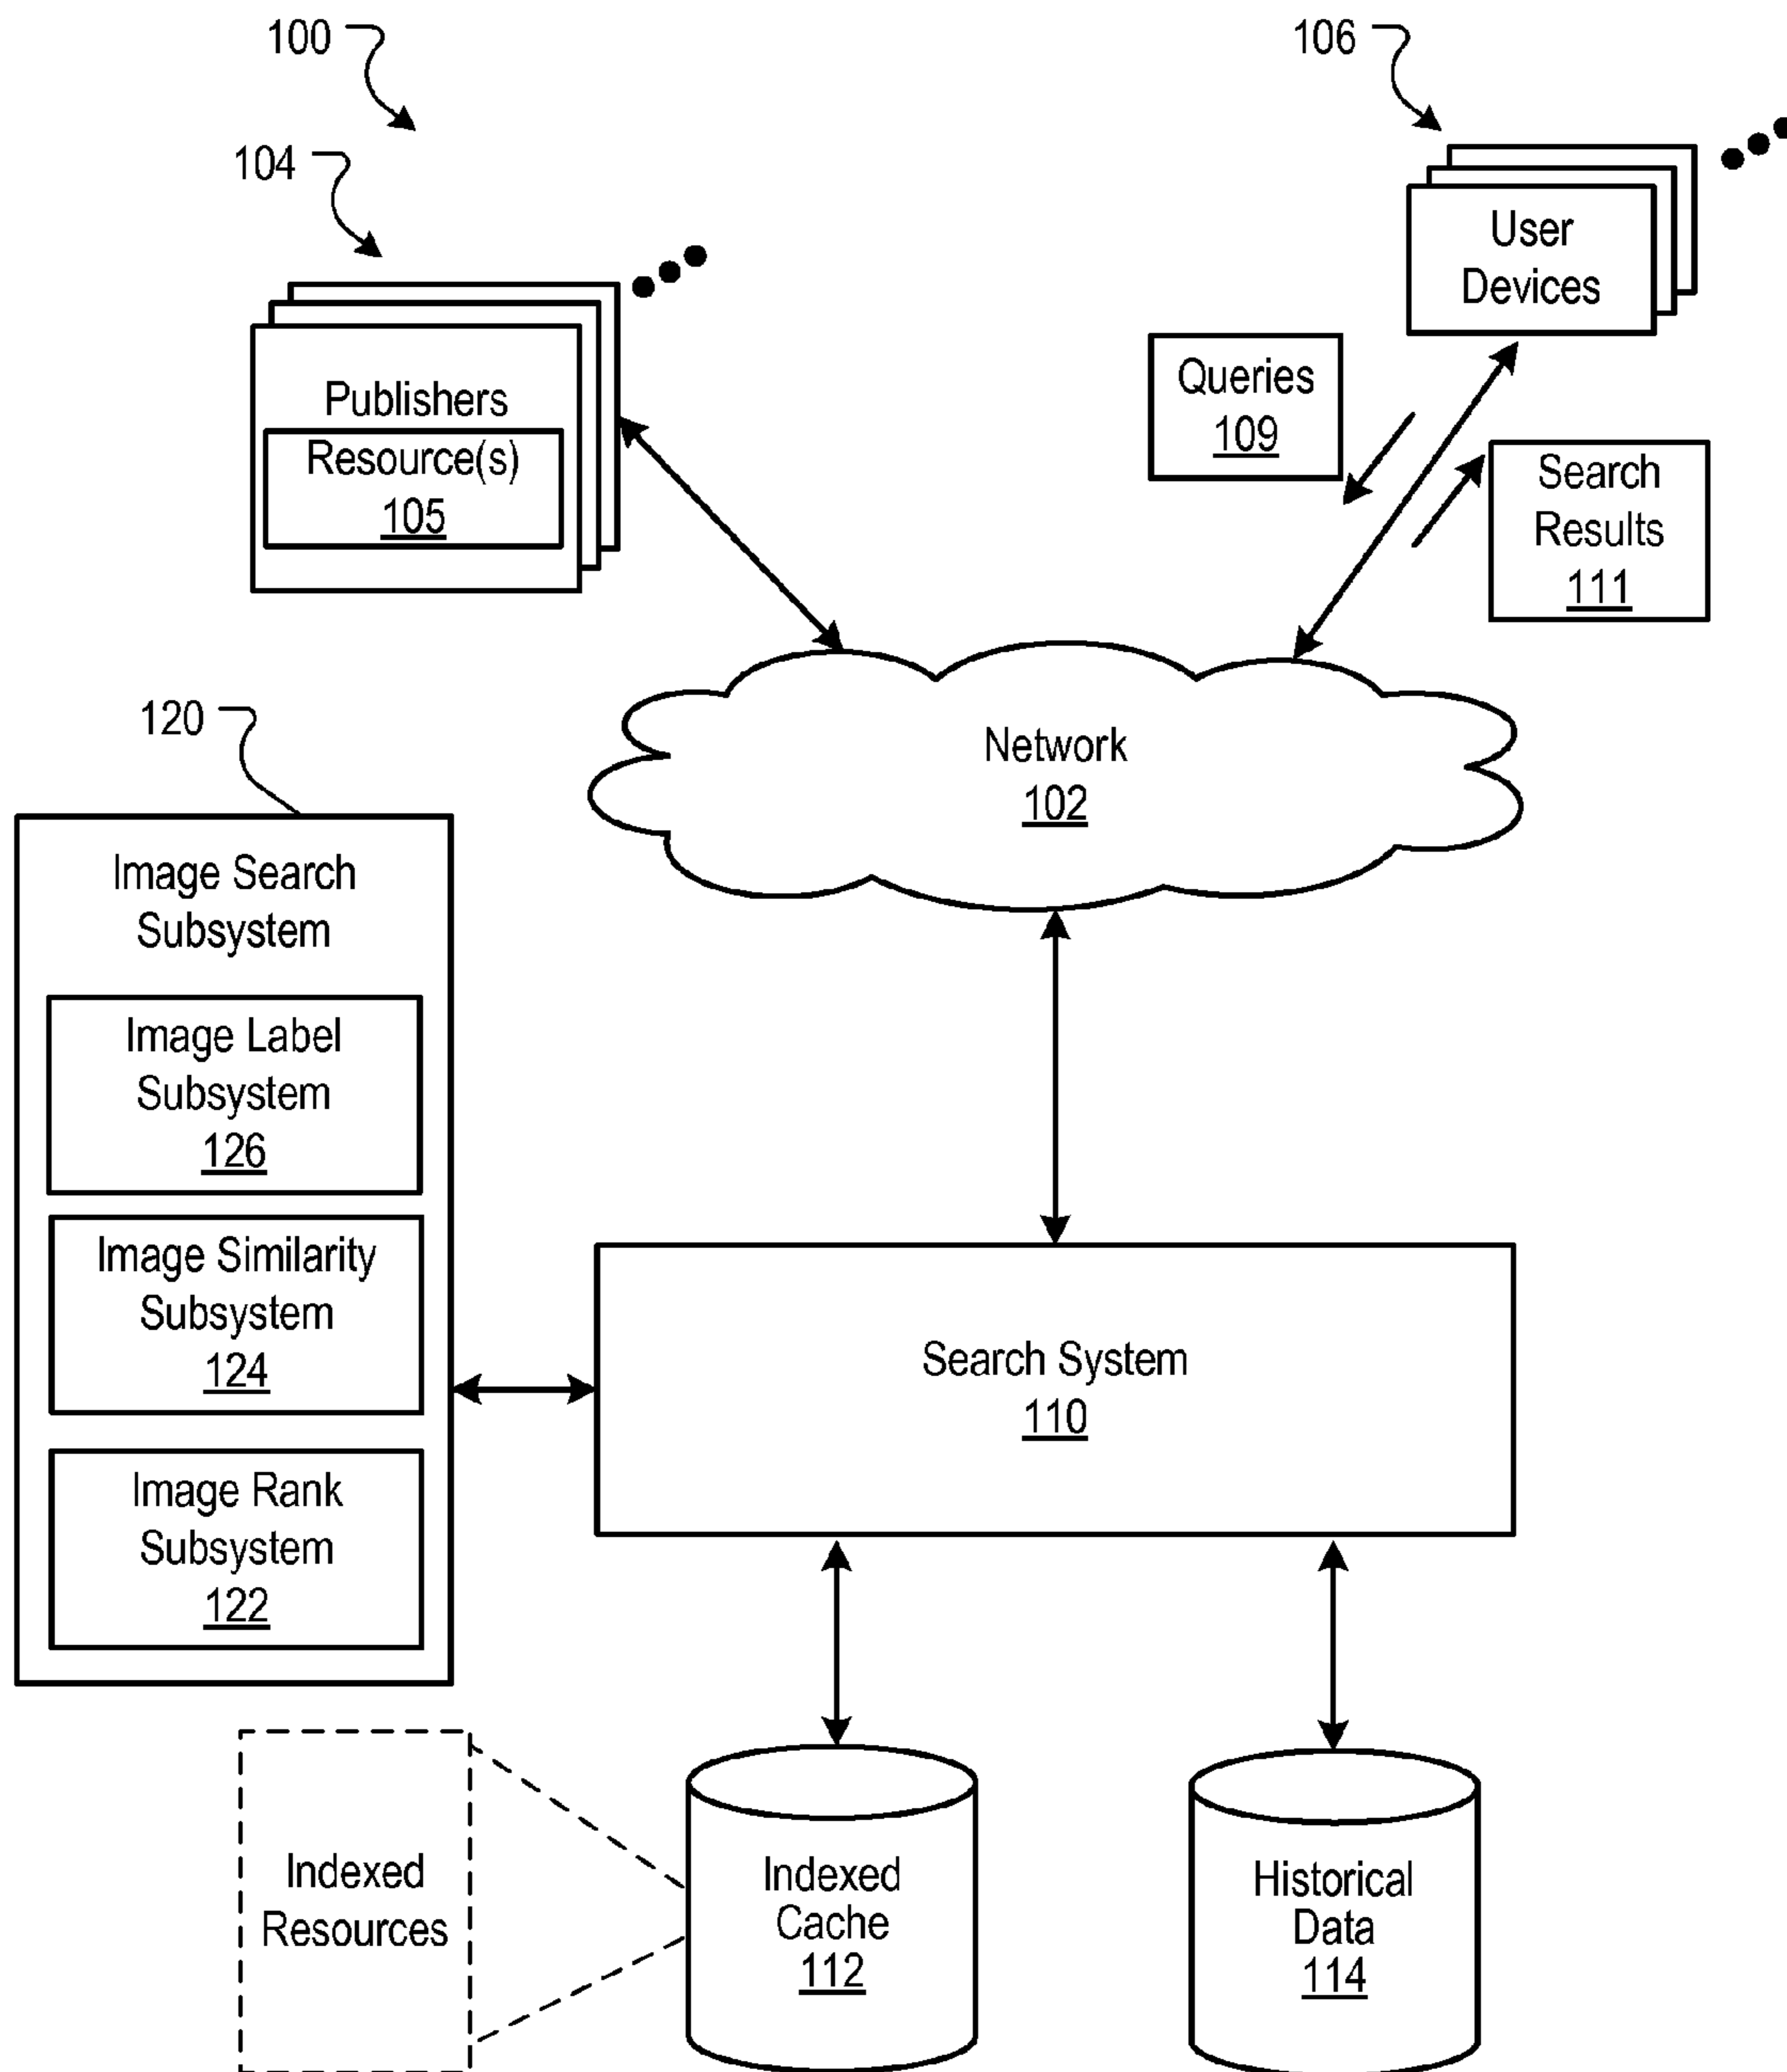 100
106
104
User
Devices
Queries
109
Publishers
Resource(s)
105
Search
Results
111
120
Network
102
Image Search
Subsystem
Image Label
Subsystem
126
Image Similarity
Subsystem
124
Search System
110
Image Rank
Subsystem
122
Indexed
Resources
Indexed
Cache
112
Historical
Data
114